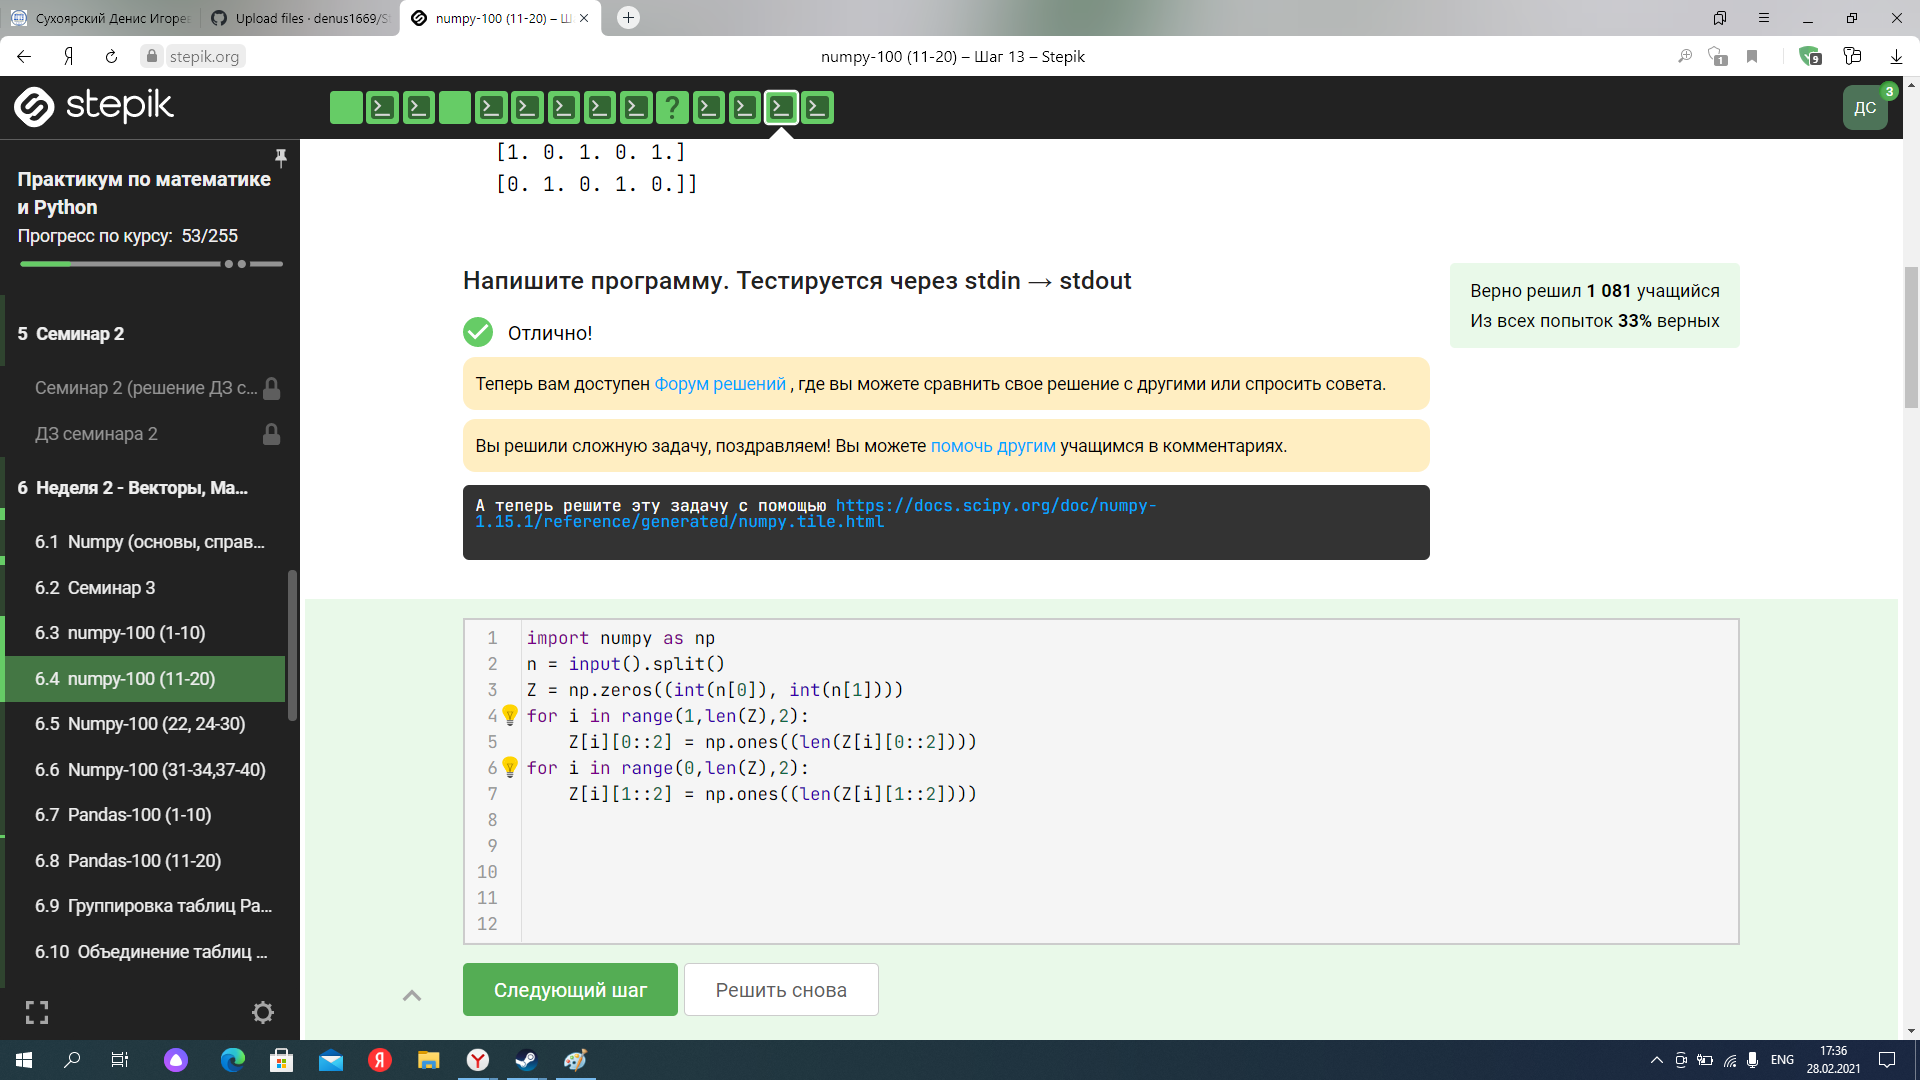 Сухоярский Денис Игорев
Upload files · denus1669/S
numpy-100 (11-20) – Ш
stepik.org
numpy-100 (11-20) – Шаг 13 – Stepik
1
9
stepik
?
ДС
3
Практикум по математике
и Python
Прогресс по курсу: 53/255
5 Семинар 2
Семинар 2 (решение ДЗ с...
ДЗ семинара 2
6 Неделя 2 - Векторы, Ма...
6.1 Numpy (основы, справ...
6.2 Семинар 3
6.3 numpy-100 (1-10)
6.4 numpy-100 (11-20)
6.5 Numpy-100 (22, 24-30)
6.6 Numpy-100 (31-34,37-40)
6.7 Pandas-100 (1-10)
6.8 Pandas-100 (11-20)
6.9 Группировка таблиц Pa...
6.10 Объединение таблиц ...
[1. 0. 1. 0. 1.]
[0. 1. 0. 1. 0.]]
Напишите программу. Тестируется через stdin → stdout
Верно решил 1 081 учащийся
Из всех попыток 33% верных
Отлично!
Теперь вам доступен Форум решений , где вы можете сравнить свое решение с другими или спросить совета.
Вы решили сложную задачу, поздравляем! Вы можете помочь другим учащимся в комментариях.
А теперь решите эту задачу с помощью https://docs.scipy.org/doc/numpy-
1.15.1/reference/generated/numpy.tile.html
1 import numpy as np
2 n = input().split()
3 Z = np.zeros((int(n[0]), int(n[1])))
4 for i in range(1,len(Z),2):
5 Z[i][0::2] = np.ones((len(Z[i][0::2])))
6 for i in range(0,len(Z),2):
7 Z[i][1::2] = np.ones((len(Z[i][1::2])))
8
9
10
11
12
Следующий шаг
Решить снова
ENG
17:36
28.02.2021